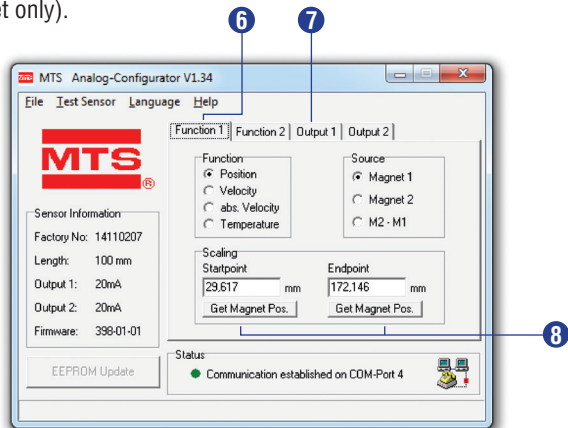 et only).
6 7
MTS Analog-Configurator V1.34
File Test Sensor Language Help
Function 1 Function 2 Output 1 Output 2
MTS
®
Function
Position
Velocity
abs. Velocity
Temperature
Source
Magnet 1
Magnet 2
M2 - M1
Sensor Information
Factory No: 14110207
Length: 100 mm
Output 1: 20mA
Output 2: 20mA
Firmware: 398-01-01
Scaling
Startpoint Endpoint
29,617 mm 172,146 mm
Get Magnet Pos. Get Magnet Pos.
8
EEPROM Update
Status
Communication established on COM-Port 4